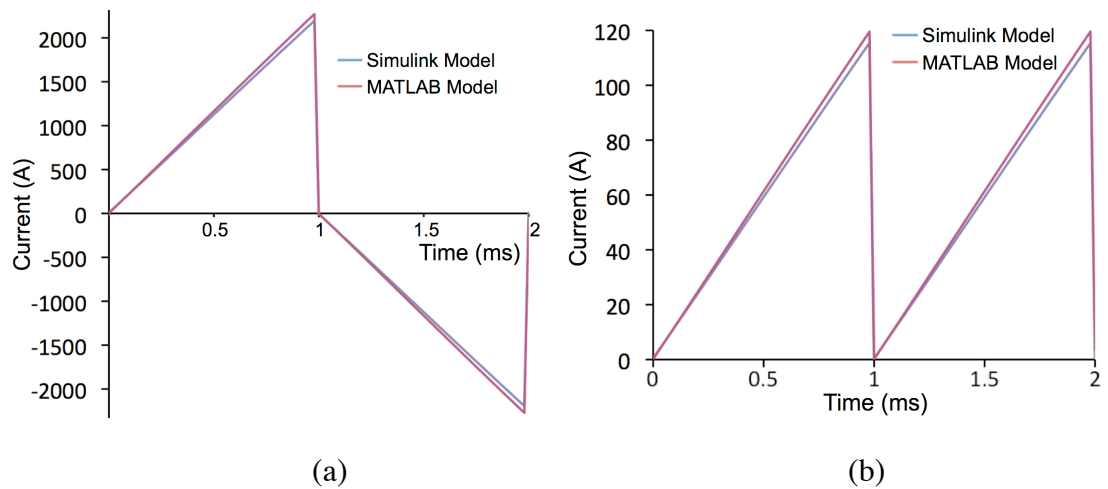 2000
1500
1000
500
0
-500
-1000
-1500
-2000
Current (A)
0.5
1
1.5
2
Time (ms)
Simulink Model
MATLAB Model
(a)
120
100
80
60
40
20
0
Current (A)
0
0.5
1
1.5
2
Time (ms)
Simulink Model
MATLAB Model
(b)